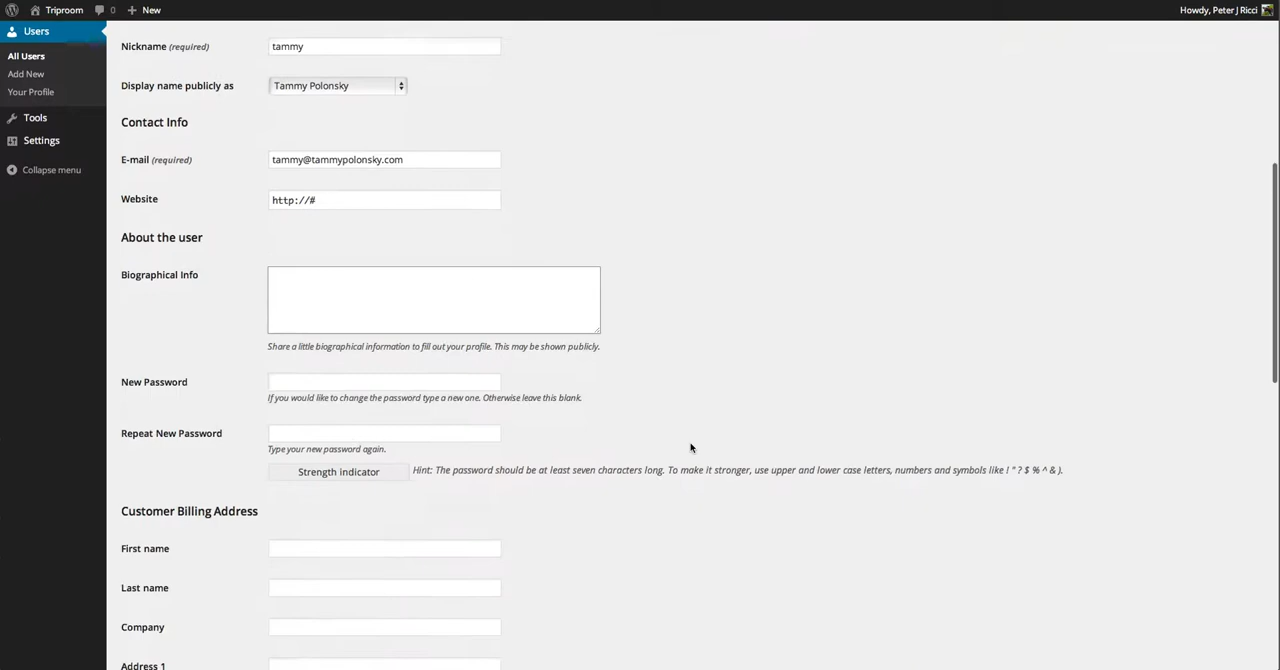 Triproom 0 New Howdy, Peter J Ricci
Users
All Users
Add New
Your Profile
Tools
Settings
Collapse menu
Nickname (required) tammy
Display name publicly as Tammy Polonsky
Contact Info
E-mail (required) tammy@tammypolonsky.com
Website http://#
About the user
Biographical Info
Share a little biographical information to fill out your profile. This may be shown publicly.
New Password
If you would like to change the password type a new one. Otherwise leave this blank.
Repeat New Password
Type your new password again.
Strength indicator Hint: The password should be at least seven characters long. To make it stronger, use upper and lower case letters, numbers and symbols like ! " ? $ % ^ & ).
Customer Billing Address
First name
Last name
Company
Address 1